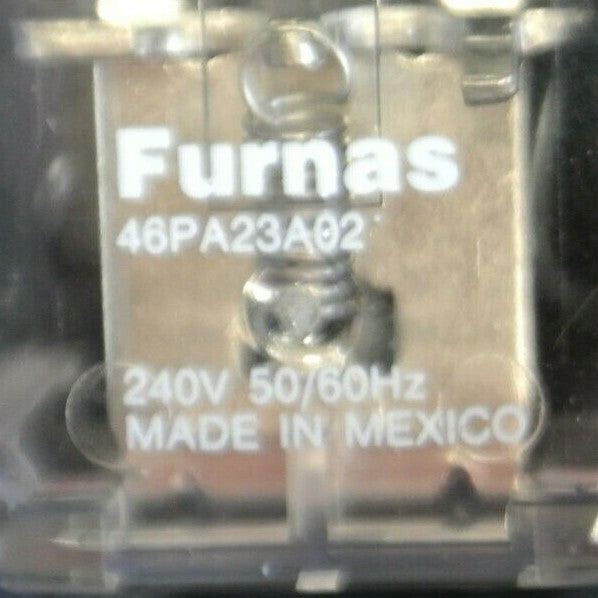 Furnas
46PA23A02
240V 50/60Hz
MADE IN MEXICO